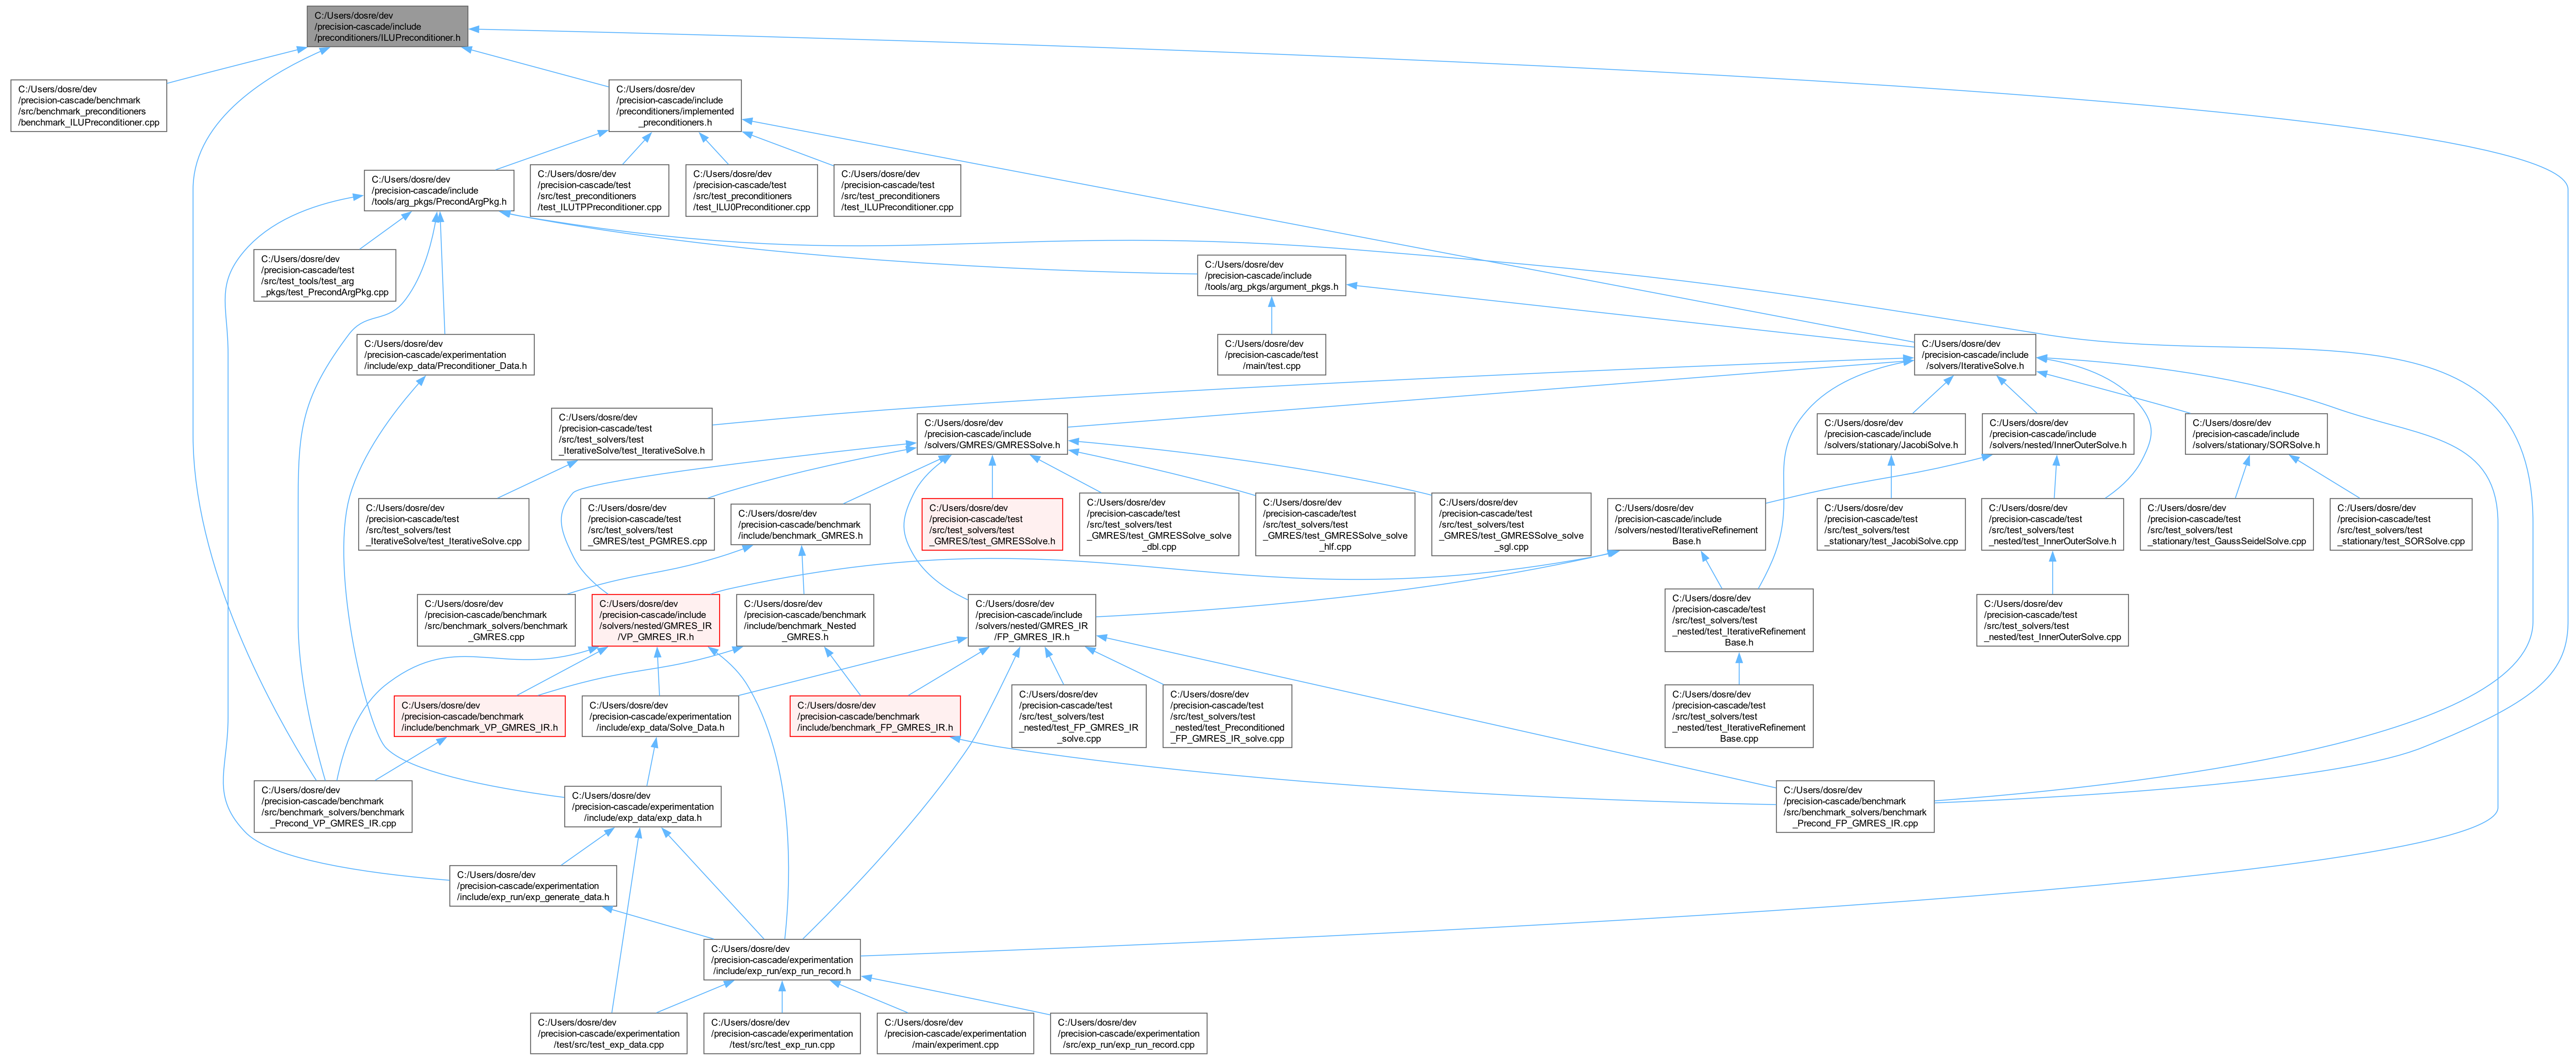 C:/Users/dosre/dev
/precision-cascade/include
/preconditioners/ILUPreconditioner.h
C:/Users/dosre/dev
/precision-cascade/benchmark
/src/benchmark_preconditioners
/benchmark_ILUPreconditioner.cpp
C:/Users/dosre/dev
/precision-cascade/include
/preconditioners/implemented
_preconditioners.h
C:/Users/dosre/dev
/precision-cascade/include
/tools/arg_pkgs/PrecondArgPkg.h
C:/Users/dosre/dev
/precision-cascade/test
/src/test_preconditioners
/test_ILUTPPreconditioner.cpp
C:/Users/dosre/dev
/precision-cascade/test
/src/test_preconditioners
/test_ILU0Preconditioner.cpp
C:/Users/dosre/dev
/precision-cascade/test
/src/test_preconditioners
/test_ILUPreconditioner.cpp
C:/Users/dosre/dev
/precision-cascade/test
/src/test_tools/test_arg
_pkgs/test_PrecondArgPkg.cpp
C:/Users/dosre/dev
/precision-cascade/include
/tools/arg_pkgs/argument_pkgs.h
C:/Users/dosre/dev
/precision-cascade/experimentation
/include/exp_data/Preconditioner_Data.h
C:/Users/dosre/dev
/precision-cascade/test
/main/test.cpp
C:/Users/dosre/dev
/precision-cascade/include
/solvers/IterativeSolve.h
C:/Users/dosre/dev
/precision-cascade/test
/src/test_solvers/test
_IterativeSolve/test_IterativeSolve.h
C:/Users/dosre/dev
/precision-cascade/include
/solvers/GMRES/GMRESSolve.h
C:/Users/dosre/dev
/precision-cascade/include
/solvers/stationary/JacobiSolve.h
C:/Users/dosre/dev
/precision-cascade/include
/solvers/nested/InnerOuterSolve.h
C:/Users/dosre/dev
/precision-cascade/include
/solvers/stationary/SORSolve.h
C:/Users/dosre/dev
/precision-cascade/test
/src/test_solvers/test
_IterativeSolve/test_IterativeSolve.cpp
C:/Users/dosre/dev
/precision-cascade/test
/src/test_solvers/test
_GMRES/test_PGMRES.cpp
C:/Users/dosre/dev
/precision-cascade/benchmark
/include/benchmark_GMRES.h
C:/Users/dosre/dev
/precision-cascade/test
/src/test_solvers/test
_GMRES/test_GMRESSolve.h
C:/Users/dosre/dev
/precision-cascade/test
/src/test_solvers/test
_GMRES/test_GMRESSolve_solve
_dbl.cpp
C:/Users/dosre/dev
/precision-cascade/test
/src/test_solvers/test
_GMRES/test_GMRESSolve_solve
_hlf.cpp
C:/Users/dosre/dev
/precision-cascade/test
/src/test_solvers/test
_GMRES/test_GMRESSolve_solve
_sgl.cpp
C:/Users/dosre/dev
/precision-cascade/include
/solvers/nested/IterativeRefinement
Base.h
C:/Users/dosre/dev
/precision-cascade/test
/src/test_solvers/test
_stationary/test_JacobiSolve.cpp
C:/Users/dosre/dev
/precision-cascade/test
/src/test_solvers/test
_nested/test_InnerOuterSolve.h
C:/Users/dosre/dev
/precision-cascade/test
/src/test_solvers/test
_stationary/test_GaussSeidelSolve.cpp
C:/Users/dosre/dev
/precision-cascade/test
/src/test_solvers/test
_stationary/test_SORSolve.cpp
C:/Users/dosre/dev
/precision-cascade/benchmark
/src/benchmark_solvers/benchmark
_GMRES.cpp
C:/Users/dosre/dev
/precision-cascade/include
/solvers/nested/GMRES_IR
/VP_GMRES_IR.h
C:/Users/dosre/dev
/precision-cascade/benchmark
/include/benchmark_Nested
_GMRES.h
C:/Users/dosre/dev
/precision-cascade/include
/solvers/nested/GMRES_IR
/FP_GMRES_IR.h
C:/Users/dosre/dev
/precision-cascade/test
/src/test_solvers/test
_nested/test_IterativeRefinement
Base.h
C:/Users/dosre/dev
/precision-cascade/test
/src/test_solvers/test
_nested/test_InnerOuterSolve.cpp
C:/Users/dosre/dev
/precision-cascade/benchmark
/include/benchmark_VP_GMRES_IR.h
C:/Users/dosre/dev
/precision-cascade/experimentation
/include/exp_data/Solve_Data.h
C:/Users/dosre/dev
/precision-cascade/benchmark
/include/benchmark_FP_GMRES_IR.h
C:/Users/dosre/dev
/precision-cascade/test
/src/test_solvers/test
_nested/test_FP_GMRES_IR
_solve.cpp
C:/Users/dosre/dev
/precision-cascade/test
/src/test_solvers/test
_nested/test_Preconditioned
_FP_GMRES_IR_solve.cpp
C:/Users/dosre/dev
/precision-cascade/test
/src/test_solvers/test
_nested/test_IterativeRefinement
Base.cpp
C:/Users/dosre/dev
/precision-cascade/benchmark
/src/benchmark_solvers/benchmark
_Precond_VP_GMRES_IR.cpp
C:/Users/dosre/dev
/precision-cascade/experimentation
/include/exp_data/exp_data.h
C:/Users/dosre/dev
/precision-cascade/benchmark
/src/benchmark_solvers/benchmark
_Precond_FP_GMRES_IR.cpp
C:/Users/dosre/dev
/precision-cascade/experimentation
/include/exp_run/exp_generate_data.h
C:/Users/dosre/dev
/precision-cascade/experimentation
/include/exp_run/exp_run_record.h
C:/Users/dosre/dev
/precision-cascade/experimentation
/test/src/test_exp_data.cpp
C:/Users/dosre/dev
/precision-cascade/experimentation
/test/src/test_exp_run.cpp
C:/Users/dosre/dev
/precision-cascade/experimentation
/main/experiment.cpp
C:/Users/dosre/dev
/precision-cascade/experimentation
/src/exp_run/exp_run_record.cpp